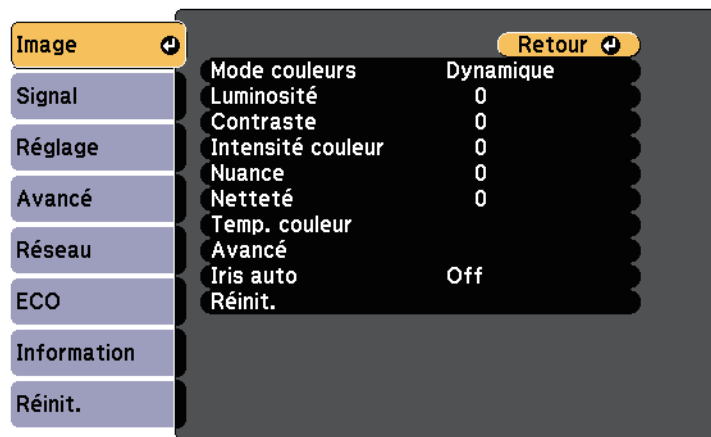 Image
Signal
Réglage
Avancé
Réseau
ECO
Information
Réinit.
Retour
Mode couleurs Dynamique
Luminosité 0
Contraste 0
Intensité couleur 0
Nuance 0
Netteté 0
Temp. couleur
Avancé
Iris auto Off
Réinit.